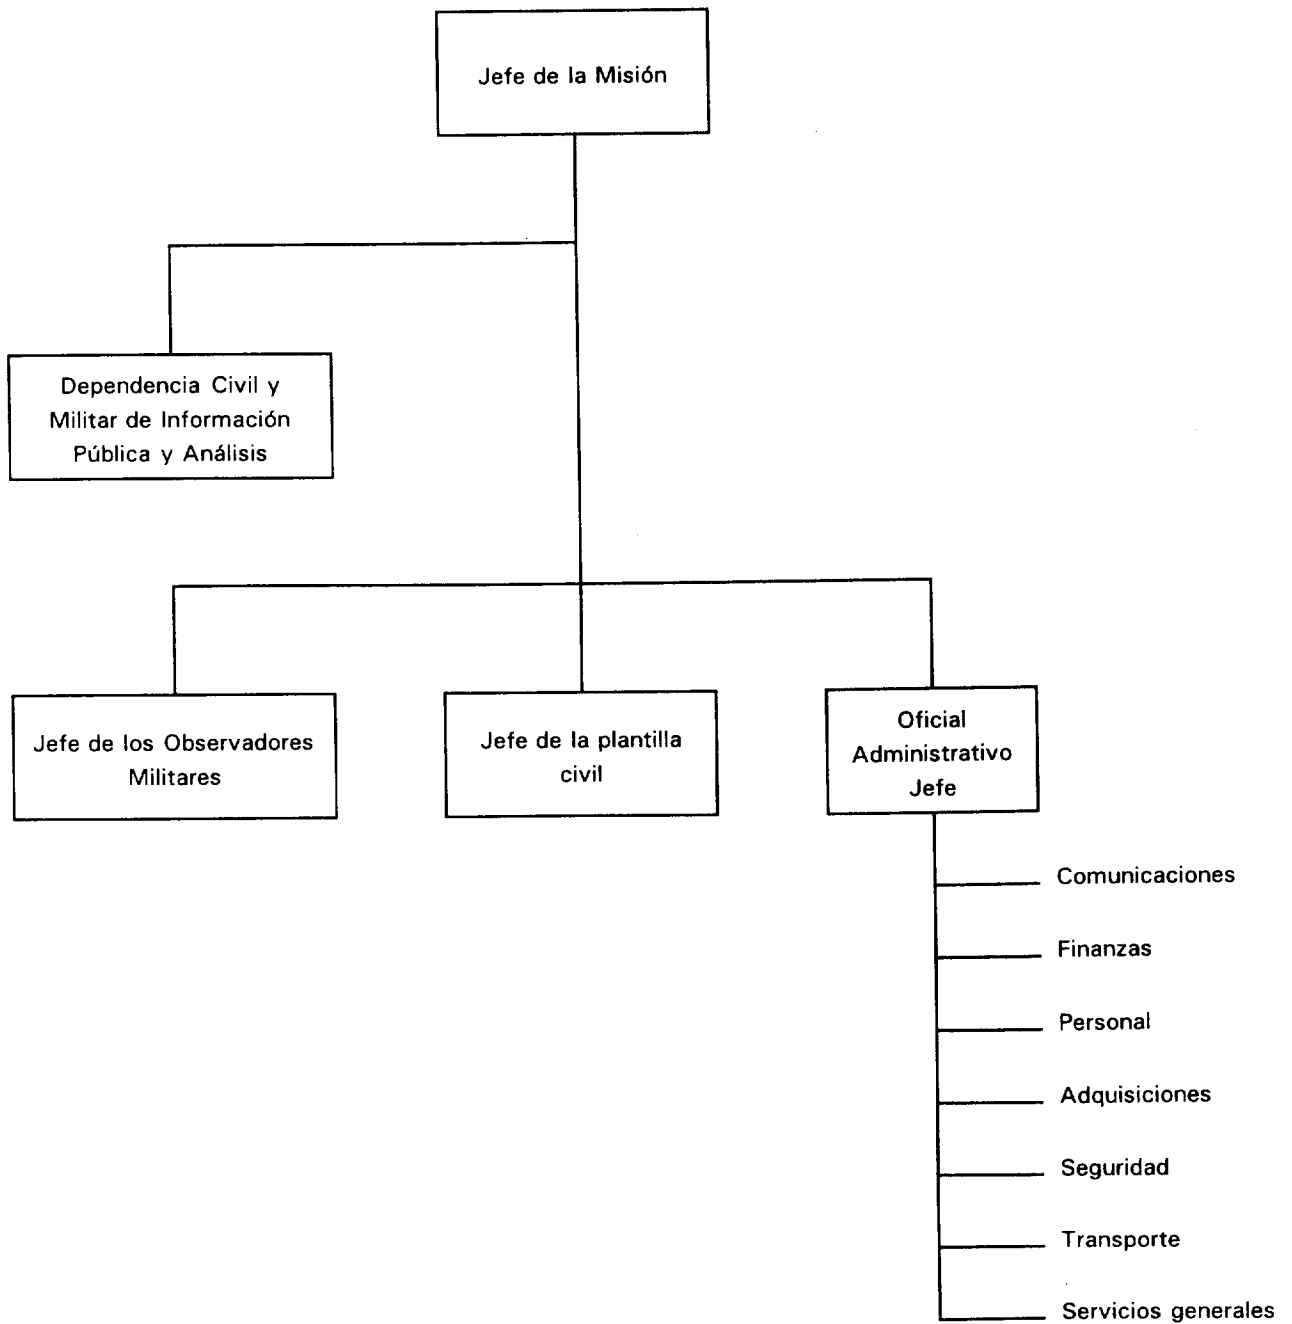 Jefe de la Misión
Dependencia Civil y
Militar de Información
Pública y Análisis
Jefe de los Observadores
Militares
Jefe de la plantilla
civil
Oficial
Administrativo
Jefe
Comunicaciones
Finanzas
Personal
Adquisiciones
Seguridad
Transporte
Servicios generales